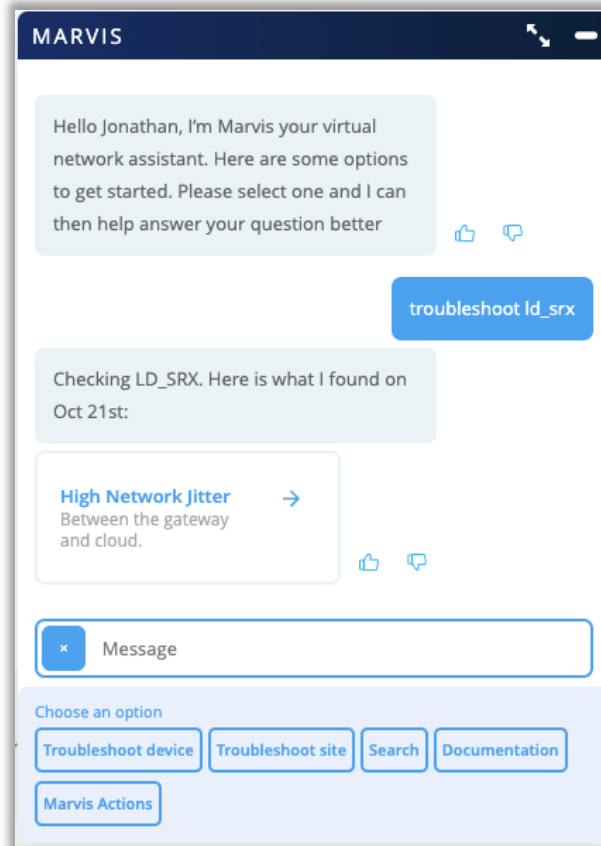 MARVIS
Hello Jonathan, I'm Marvis your virtual
network assistant. Here are some options
to get started. Please select one and I can
then help answer your question better
troubleshoot ld_srx
Checking LD_SRX. Here is what I found on
Oct 21st:
High Network Jitter
Between the gateway
and cloud.
Message
Choose an option
Troubleshoot device Troubleshoot site Search Documentation
Marvis Actions